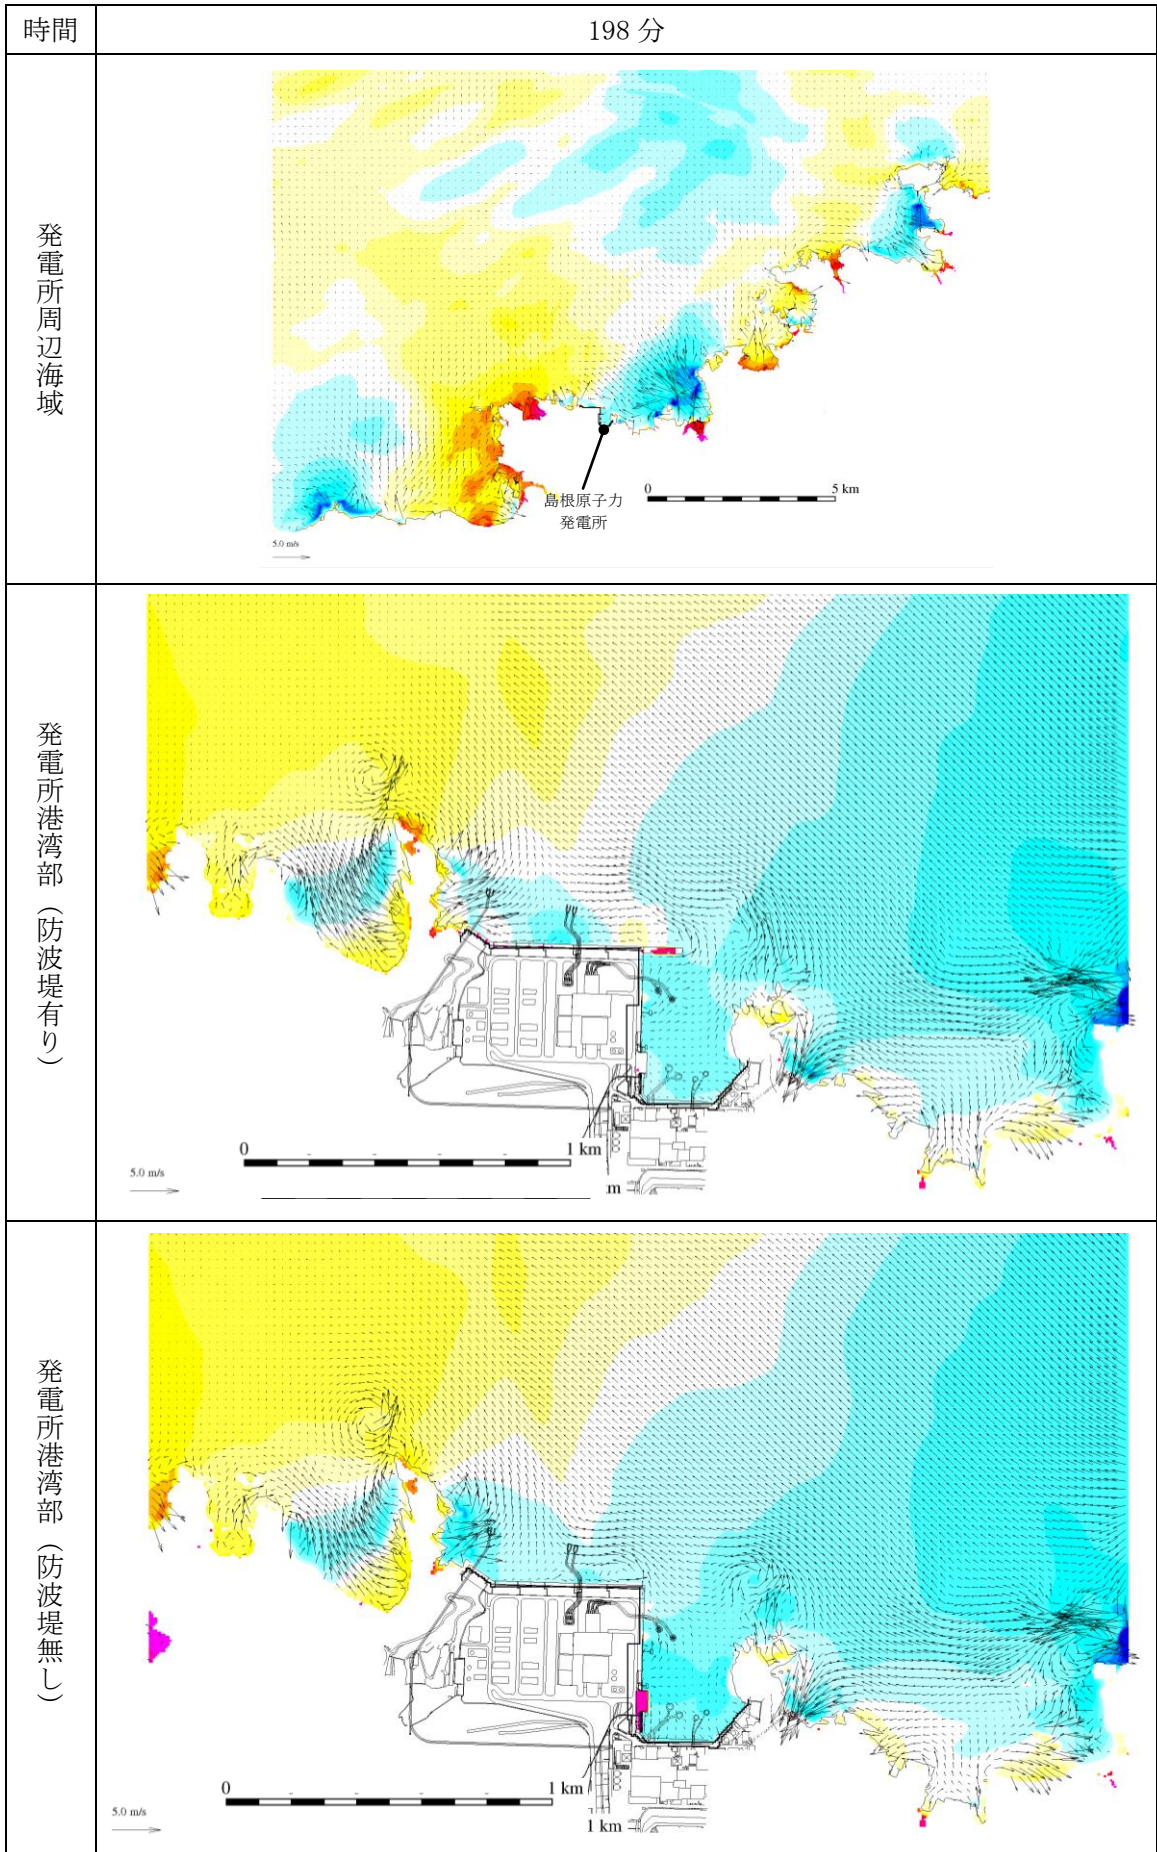 時間
198 分
発電所周辺海域
島根原子力
発電所
0
5 km
5.0 m/s
発電所港湾部（防波堤有り）
0
1 km
5.0 m/s
m
発電所港湾部（防波堤無し）
0
1 km
5.0 m/s
1 km